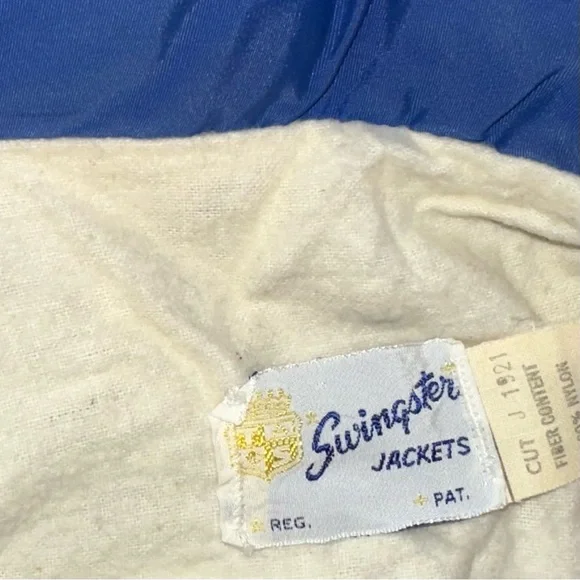 Swingster
JACKETS
REG. PAT.
CUT J 1921
FIBER CONTENT
NYLON